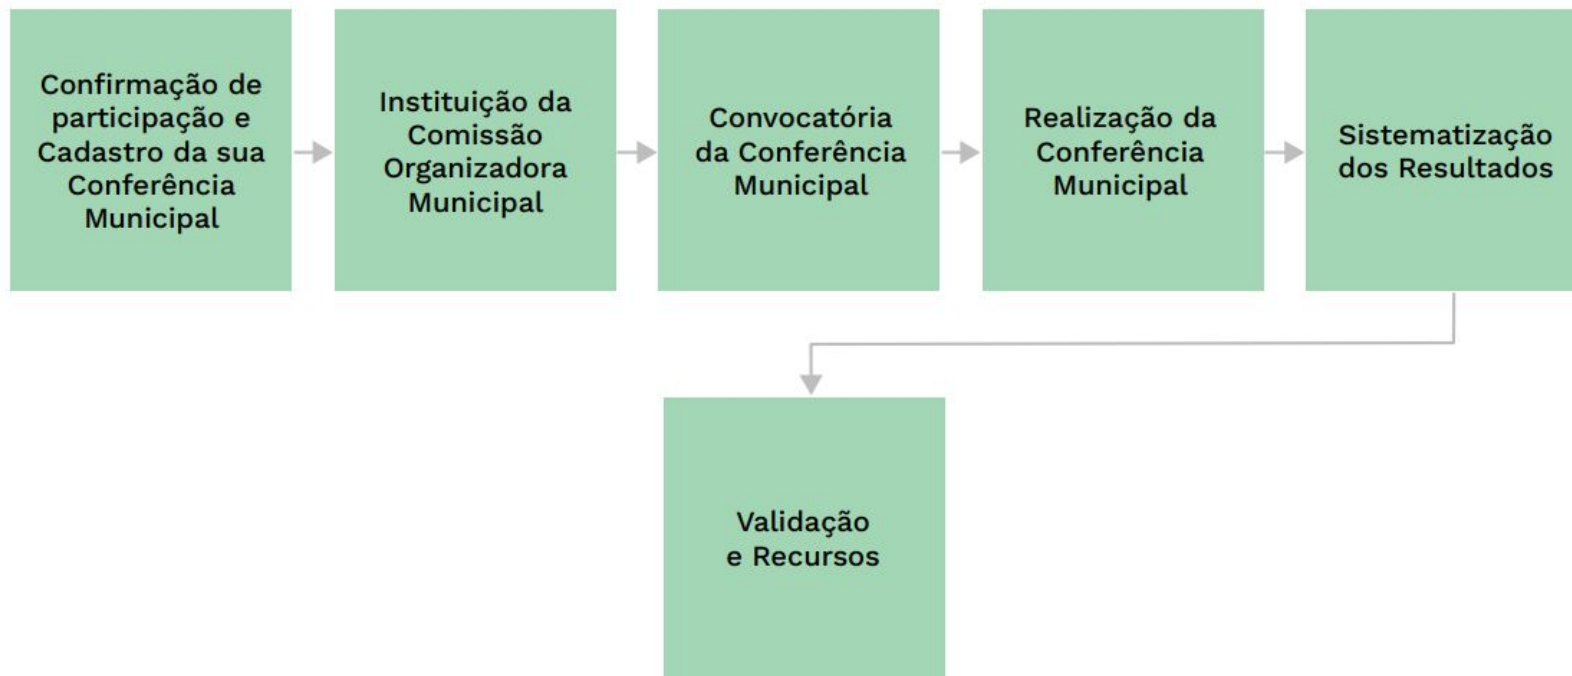 Confirmação de
participação e
Cadastro da sua
Conferência
Municipal
Instituição da
Comissão
Organizadora
Municipal
Convocatória
da Conferência
Municipal
Realização da
Conferência
Municipal
Sistematização
dos Resultados
Validação
e Recursos